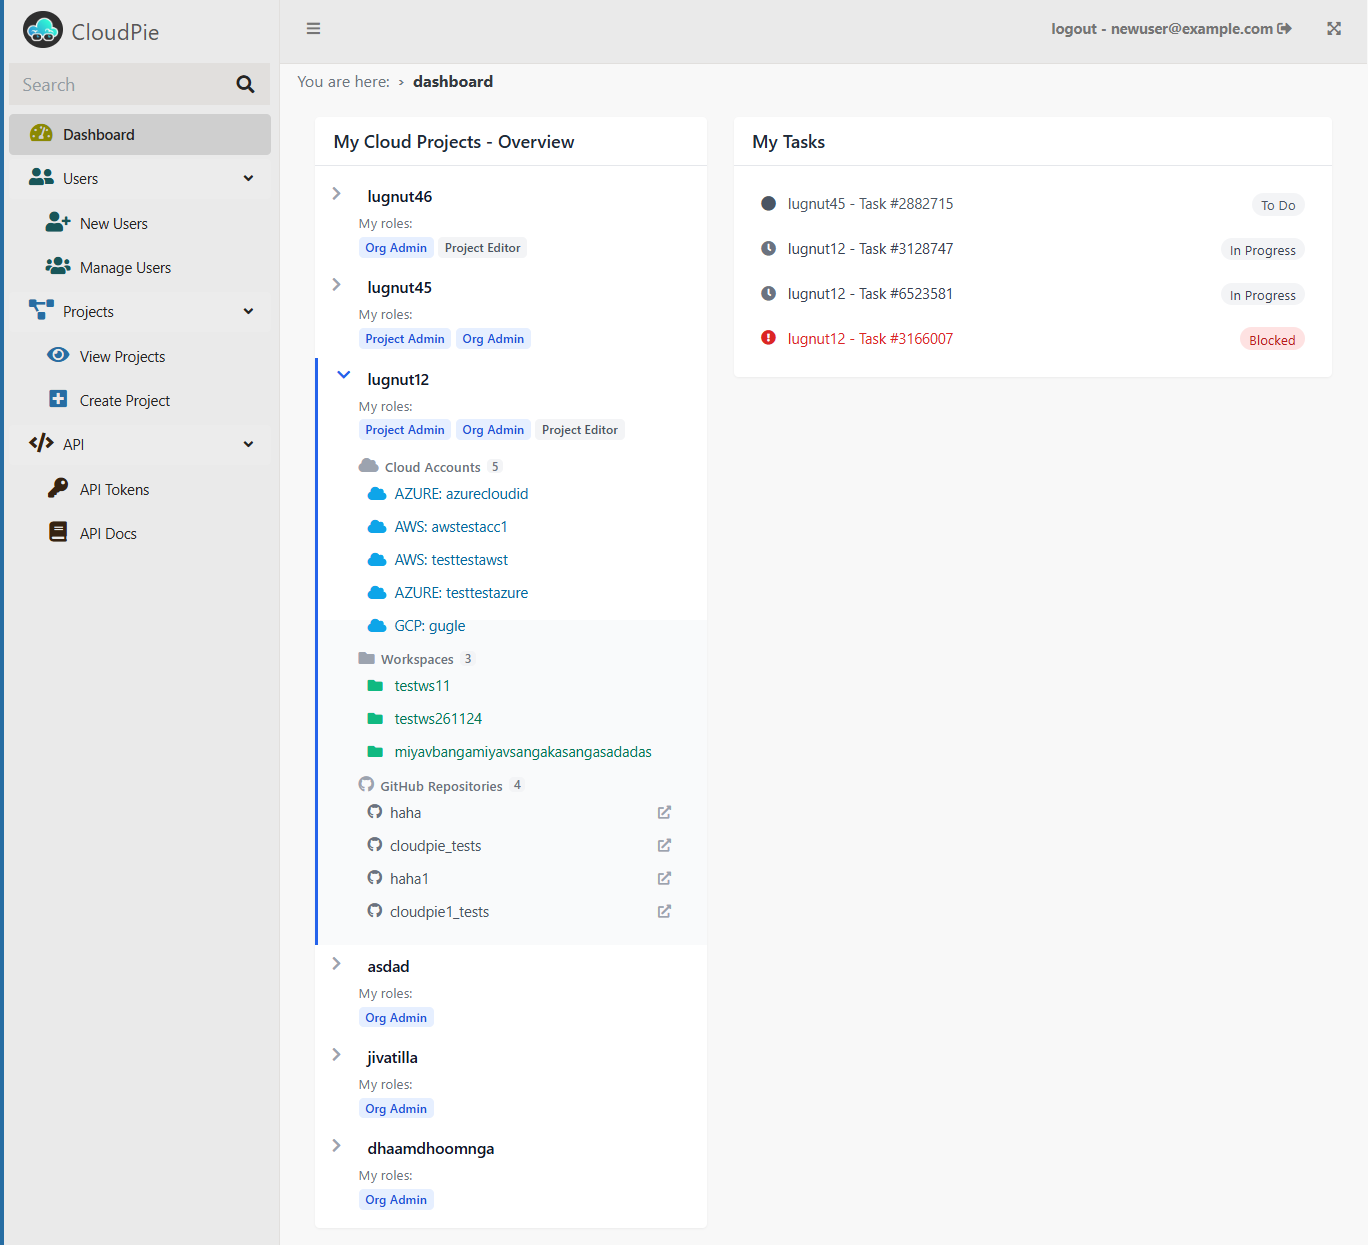 CloudPie
logout - newuser@example.com
Search
You are here: › dashboard
Dashboard
Users
New Users
Manage Users
Projects
View Projects
Create Project
API
API Tokens
API Docs
My Cloud Projects - Overview
lugnut46
My roles:
Org Admin Project Editor
lugnut45
My roles:
Project Admin Org Admin
lugnut12
My roles:
Project Admin Org Admin Project Editor
Cloud Accounts 5
AZURE: azurecloudid
AWS: awstestacc1
AWS: testtestawst
AZURE: testtestazure
GCP: gugle
Workspaces 3
testws11
testws261124
miyavbangamiyavsangakasangasadadas
GitHub Repositories 4
haha
cloudpie_tests
haha1
cloudpie1_tests
asdad
My roles:
Org Admin
jivatilla
My roles:
Org Admin
dhaamdhoomnga
My roles:
Org Admin
My Tasks
lugnut45 - Task #2882715 To Do
lugnut12 - Task #3128747 In Progress
lugnut12 - Task #6523581 In Progress
lugnut12 - Task #3166007 Blocked